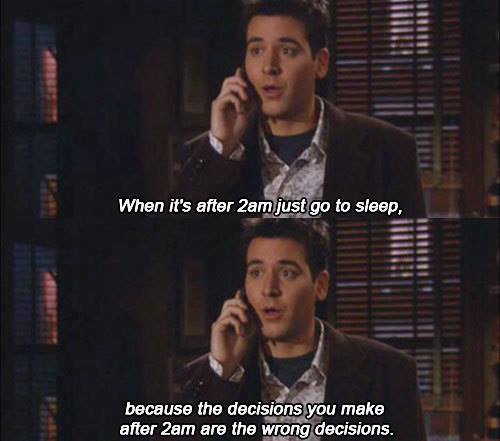 When it's after 2am just go to sleep,
because the decisions you make
after 2am are the wrong decisions.